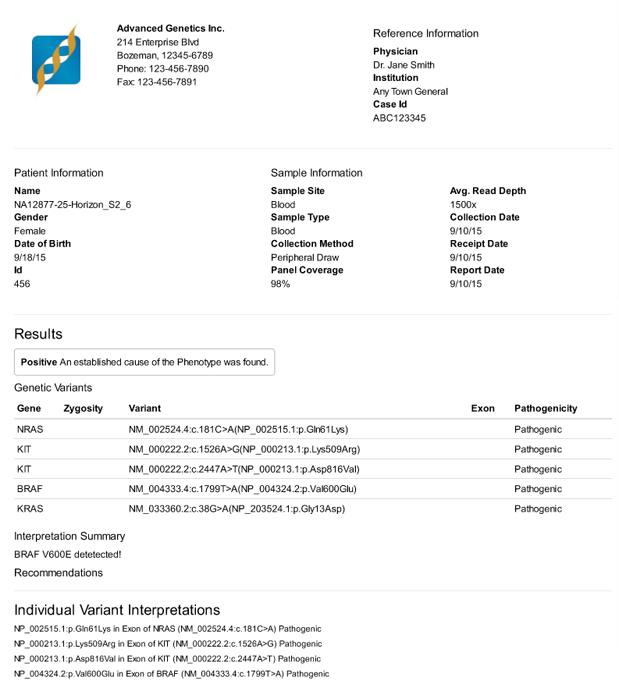 Advanced Genetics Inc.
214 Enterprise Blvd
Bozeman, 12345-6789
Phone: 123-456-7890
Fax: 123-456-7891
Reference Information
Physician
Dr. Jane Smith
Institution
Any Town General
Case Id
ABC123345
Patient Information
Name
NA12877-25-Horizon_S2_6
Gender
Female
Date of Birth
9/18/15
Id
456
Sample Information
Sample Site
Blood
Sample Type
Blood
Collection Method
Peripheral Draw
Panel Coverage
98%
Avg. Read Depth
1500x
Collection Date
9/10/15
Receipt Date
9/10/15
Report Date
9/10/15
Results
Positive An established cause of the Phenotype was found.
Genetic Variants
Gene Zygosity Variant Exon Pathogenicity
NRAS NM_002524.4:c.181C>A(NP_002515.1:p.Gln61Lys) Pathogenic
KIT NM_000222.2:c.1526A>G(NP_000213.1:p.Lys509Arg) Pathogenic
KIT NM_000222.2:c.2447A>T(NP_000213.1:p.Asp816Val) Pathogenic
BRAF NM_004333.4:c.1799T>A(NP_004324.2:p.Val600Glu) Pathogenic
KRAS NM_033360.2:c.38G>A(NP_203524.1:p.Gly13Asp) Pathogenic
Interpretation Summary
BRAF V600E detetected!
Recommendations
Individual Variant Interpretations
NP_002515.1:p.Gln61Lys in Exon of NRAS (NM_002524.4:c.181C>A) Pathogenic
NP_000213.1:p.Lys509Arg in Exon of KIT (NM_000222.2:c.1526A>G) Pathogenic
NP_000213.1:p.Asp816Val in Exon of KIT (NM_000222.2:c.2447A>T) Pathogenic
NP_004324.2:p.Val600Glu in Exon of BRAF (NM_004333.4:c.1799T>A) Pathogenic